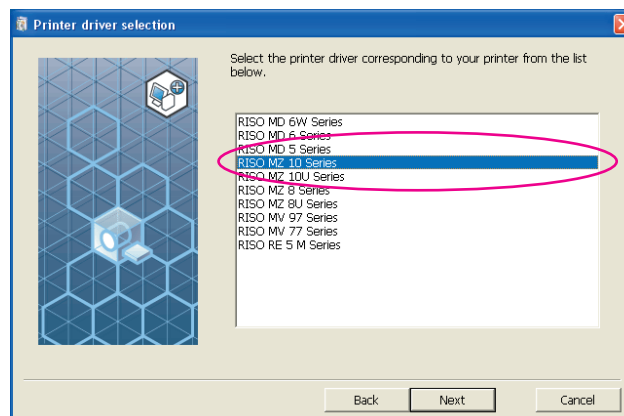 Printer driver selection
Select the printer driver corresponding to your printer from the list
below.
RISO MD 6W Series
RISO MD 6 Series
RISO MD 5 Series
RISO MZ 10 Series
RISO MZ 10U Series
RISO MZ 8 Series
RISO MZ 8U Series
RISO MV 97 Series
RISO MV 77 Series
RISO RE 5 M Series
Back Next Cancel